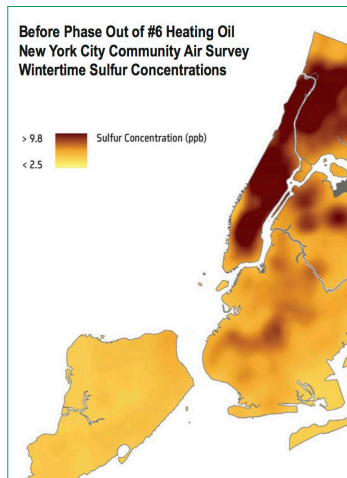 Before Phase Out of #6 Heating Oil
New York City Community Air Survey
Wintertime Sulfur Concentrations
> 9.8 Sulfur Concentration (ppb)
< 2.5